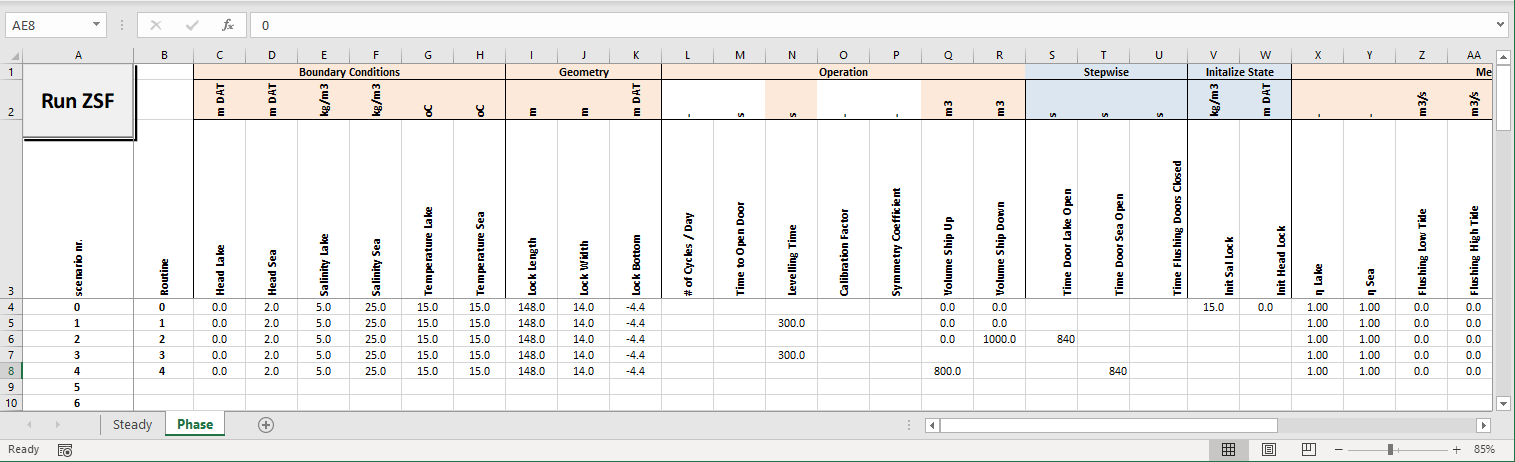 AE8 fx 0
A B C D E F G H I J K L M N O P Q R S T U V W X Y Z AA
1 Boundary Conditions Geometry Operation Stepwise Initalize State Me
Run ZSF
2 m DAT m DAT kg/m3 kg/m3 oC oC m m m DAT - s s - - m3 m3 s s s kg/m3 m DAT - - m3/s m3/s
3 scenario nr. Routine Head Lake Head Sea Salinity Lake Salinity Sea Temperature Lake Temperature Sea Lock Length Lock Width Lock Bottom # of Cycles / Day Time to Open Door Levelling Time Calibration Factor Symmetry Coefficient Volume Ship Up Volume Ship Down Time Door Lake Open Time Door Sea Open Time Flushing Doors Closed Init Sal Lock Init Head Lock η Lake η Sea Flushing Low Tide Flushing High Tide
4 0 0 0.0 2.0 5.0 25.0 15.0 15.0 148.0 14.0 -4.4 0.0 0.0 15.0 0.0 1.00 1.00 0.0 0.0
5 1 1 0.0 2.0 5.0 25.0 15.0 15.0 148.0 14.0 -4.4 300.0 0.0 0.0 1.00 1.00 0.0 0.0
6 2 2 0.0 2.0 5.0 25.0 15.0 15.0 148.0 14.0 -4.4 0.0 1000.0 840 1.00 1.00 0.0 0.0
7 3 3 0.0 2.0 5.0 25.0 15.0 15.0 148.0 14.0 -4.4 300.0 1.00 1.00 0.0 0.0
8 4 4 0.0 2.0 5.0 25.0 15.0 15.0 148.0 14.0 -4.4 800.0 840 1.00 1.00 0.0 0.0
9 5
10 6
Steady Phase
Ready 85%